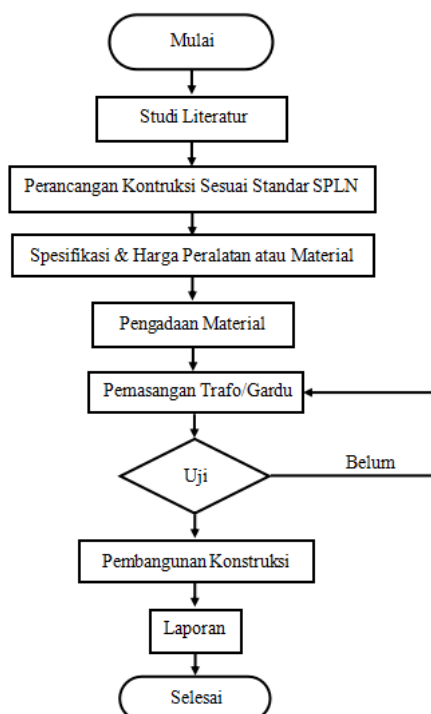 Mulai
Studi Literatur
Perancangan Kontruksi Sesuai Standar SPLN
Spesifikasi & Harga Peralatan atau Material
Pengadaan Material
Pemasangan Trafo/Gardu
Uji
Belum
Pembangunan Konstruksi
Laporan
Selesai